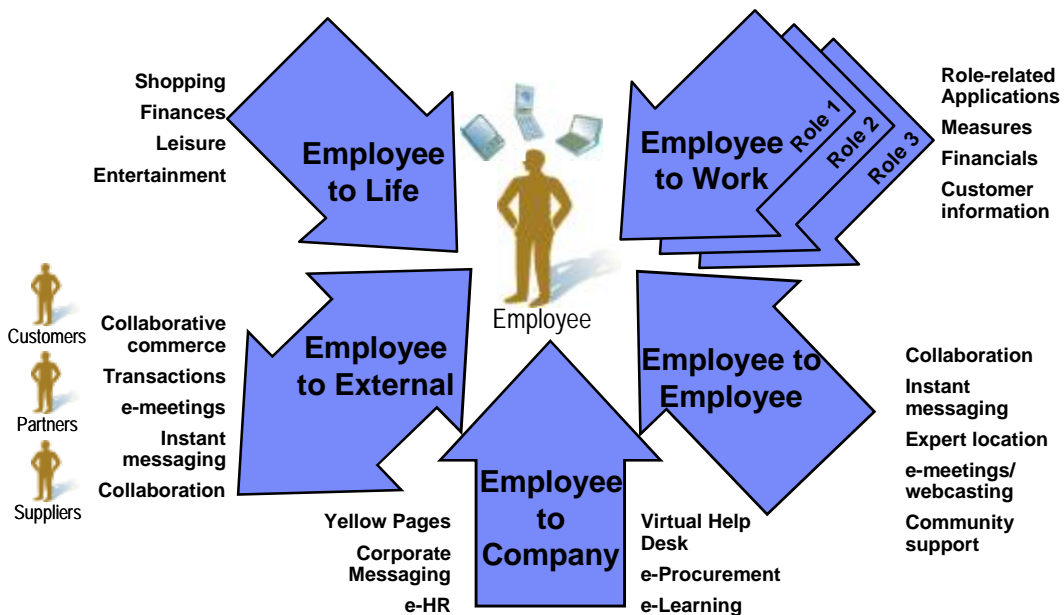 Shopping
Finances
Leisure
Entertainment
Employee
to Life
Employee
to Work
Role 1
Role 2
Role 3
Role-related
Applications
Measures
Financials
Customer
information
Employee
Customers
Partners
Suppliers
Collaborative
commerce
Transactions
e-meetings
Instant
messaging
Collaboration
Employee
to External
Employee to
Employee
Collaboration
Instant
messaging
Expert location
e-meetings/
webcasting
Community
support
Yellow Pages
Corporate
Messaging
e-HR
Employee
to
Company
Virtual Help
Desk
e-Procurement
e-Learning